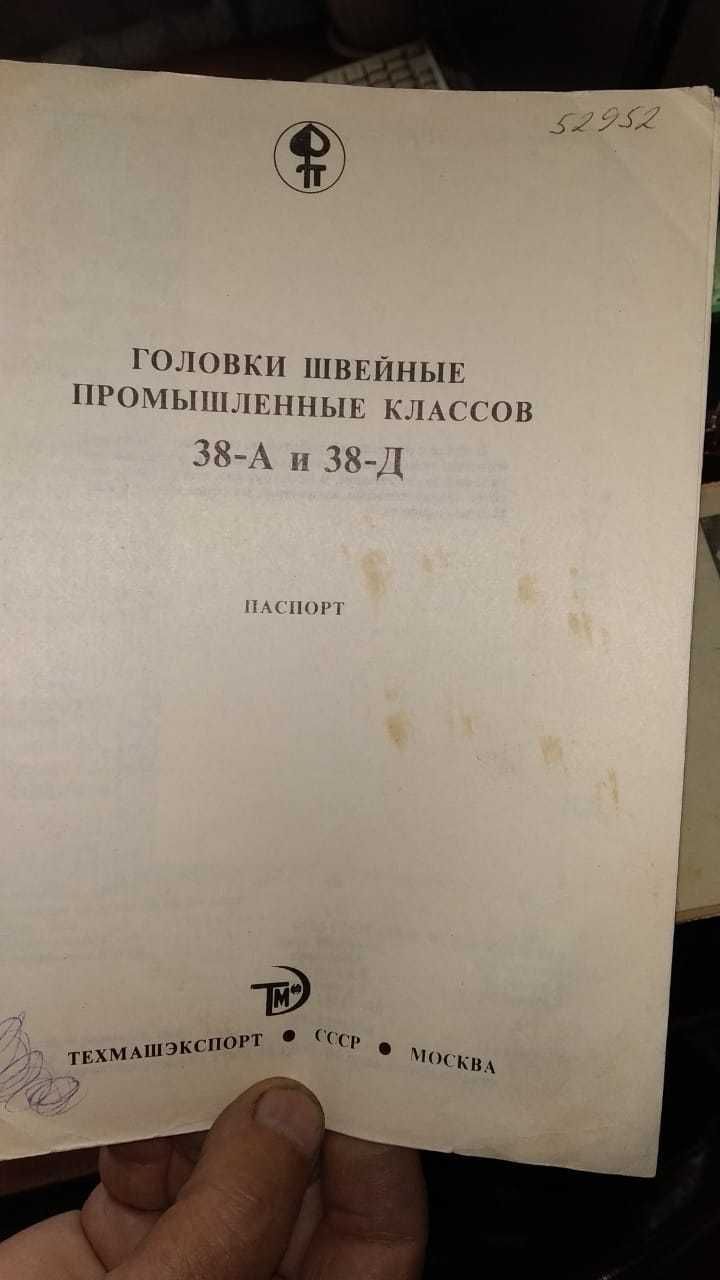 52952
ГОЛОВКИ ШВЕЙНЫЕ
ПРОМЫШЛЕННЫЕ КЛАССОВ
38-А и 38-Д
ПАСПОРТ
ТМ
ТЕХМАШЭКСПОРТ • СССР • МОСКВА